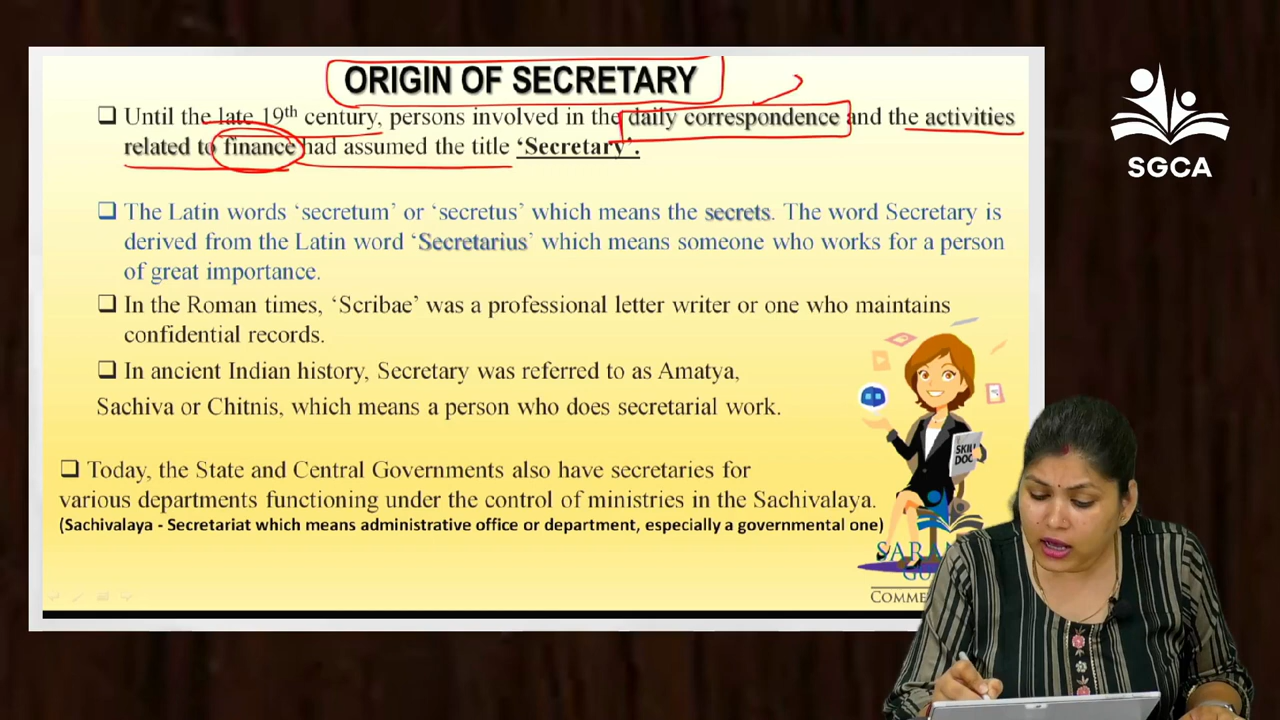 ORIGIN OF SECRETARY
❑ Until the late 19th century, persons involved in the daily correspondence and the activities
related to finance had assumed the title ‘Secretary’.
❑ The Latin words ‘secretum’ or ‘secretus’ which means the secrets. The word Secretary is
derived from the Latin word ‘Secretarius’ which means someone who works for a person
of great importance.
❑ In the Roman times, ‘Scribae’ was a professional letter writer or one who maintains
confidential records.
❑ In ancient Indian history, Secretary was referred to as Amatya,
Sachiva or Chitnis, which means a person who does secretarial work.
❑ Today, the State and Central Governments also have secretaries for
various departments functioning under the control of ministries in the Sachivalaya.
(Sachivalaya - Secretariat which means administrative office or department, especially a governmental one)
SGCA